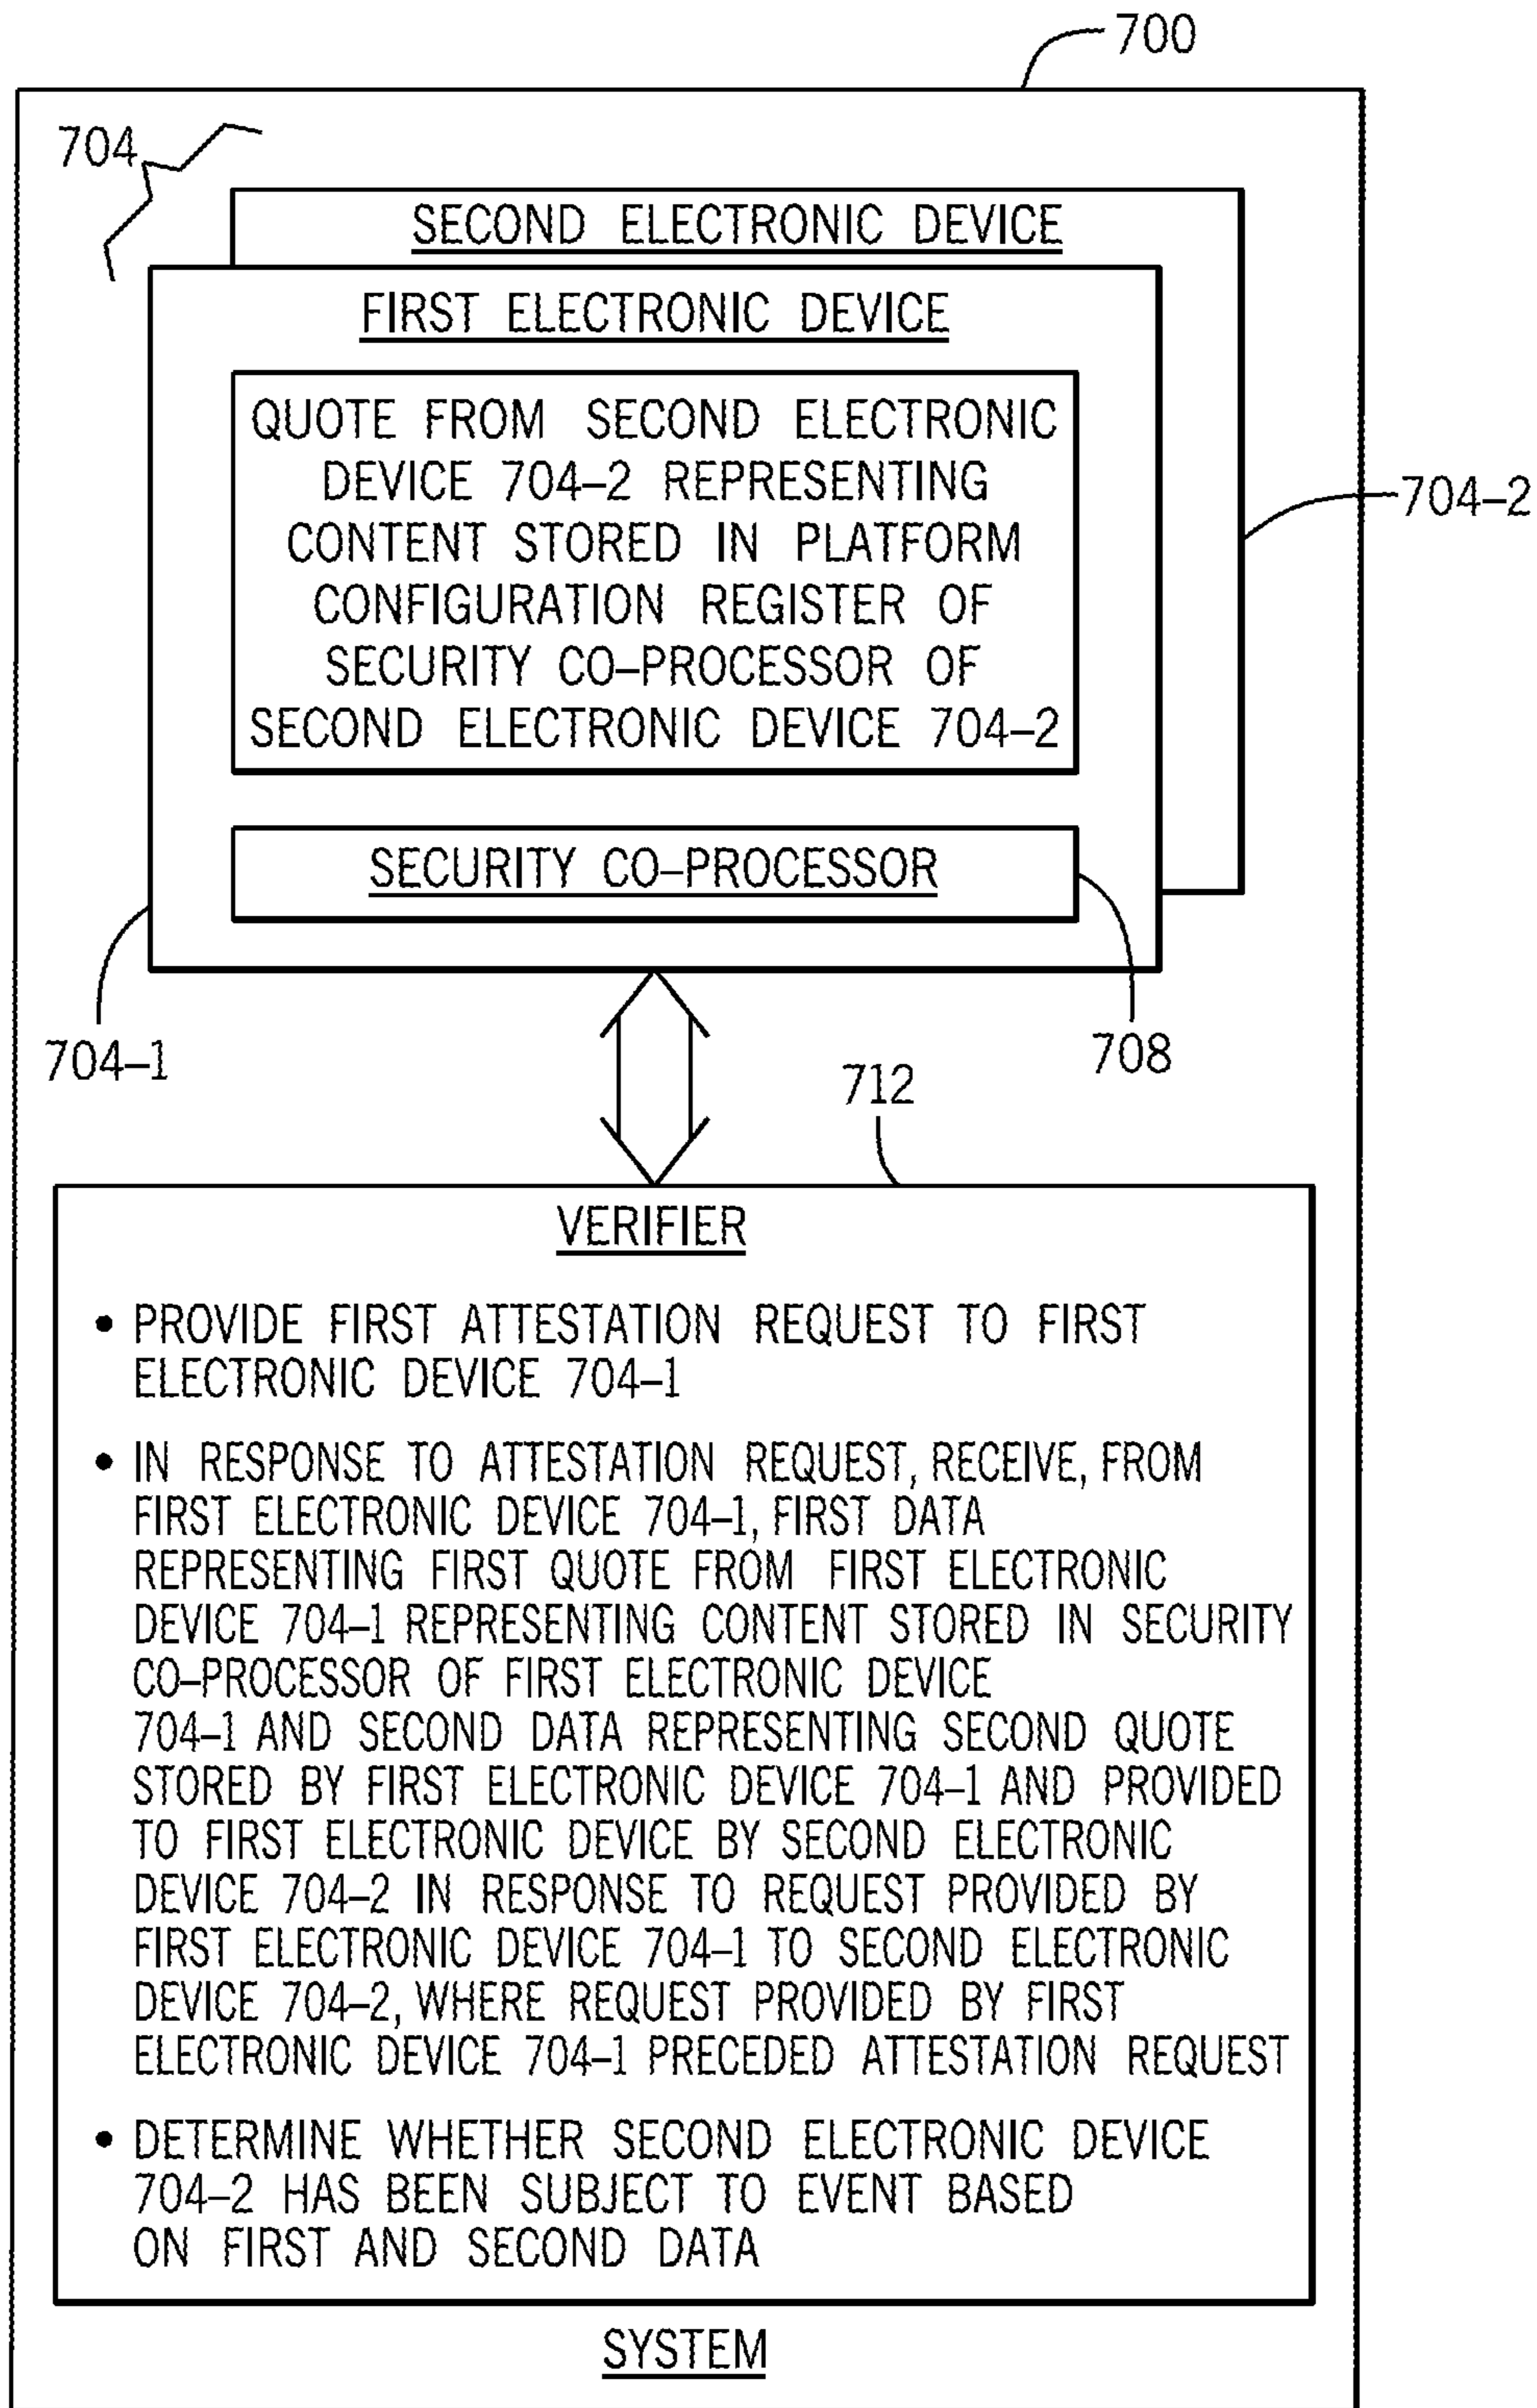 700
704
SECOND ELECTRONIC DEVICE
FIRST ELECTRONIC DEVICE
QUOTE FROM SECOND ELECTRONIC
DEVICE 704-2 REPRESENTING
CONTENT STORED IN PLATFORM
CONFIGURATION REGISTER OF
SECURITY CO-PROCESSOR OF
SECOND ELECTRONIC DEVICE 704-2
704-2
SECURITY CO-PROCESSOR
704-1
708
712
VERIFIER
• PROVIDE FIRST ATTESTATION REQUEST TO FIRST
ELECTRONIC DEVICE 704-1
• IN RESPONSE TO ATTESTATION REQUEST, RECEIVE, FROM
FIRST ELECTRONIC DEVICE 704-1, FIRST DATA
REPRESENTING FIRST QUOTE FROM FIRST ELECTRONIC
DEVICE 704-1 REPRESENTING CONTENT STORED IN SECURITY
CO-PROCESSOR OF FIRST ELECTRONIC DEVICE
704-1 AND SECOND DATA REPRESENTING SECOND QUOTE
STORED BY FIRST ELECTRONIC DEVICE 704-1 AND PROVIDED
TO FIRST ELECTRONIC DEVICE BY SECOND ELECTRONIC
DEVICE 704-2 IN RESPONSE TO REQUEST PROVIDED BY
FIRST ELECTRONIC DEVICE 704-1 TO SECOND ELECTRONIC
DEVICE 704-2, WHERE REQUEST PROVIDED BY FIRST
ELECTRONIC DEVICE 704-1 PRECEDED ATTESTATION REQUEST
• DETERMINE WHETHER SECOND ELECTRONIC DEVICE
704-2 HAS BEEN SUBJECT TO EVENT BASED
ON FIRST AND SECOND DATA
SYSTEM